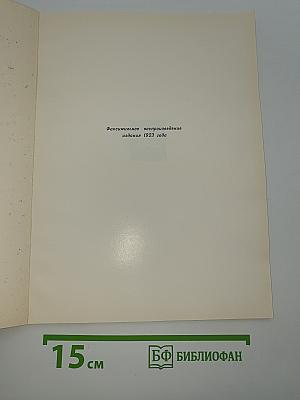 Факсимильное воспроизведение
издания 1923 года
15 см
БФ БИБЛИОФАН